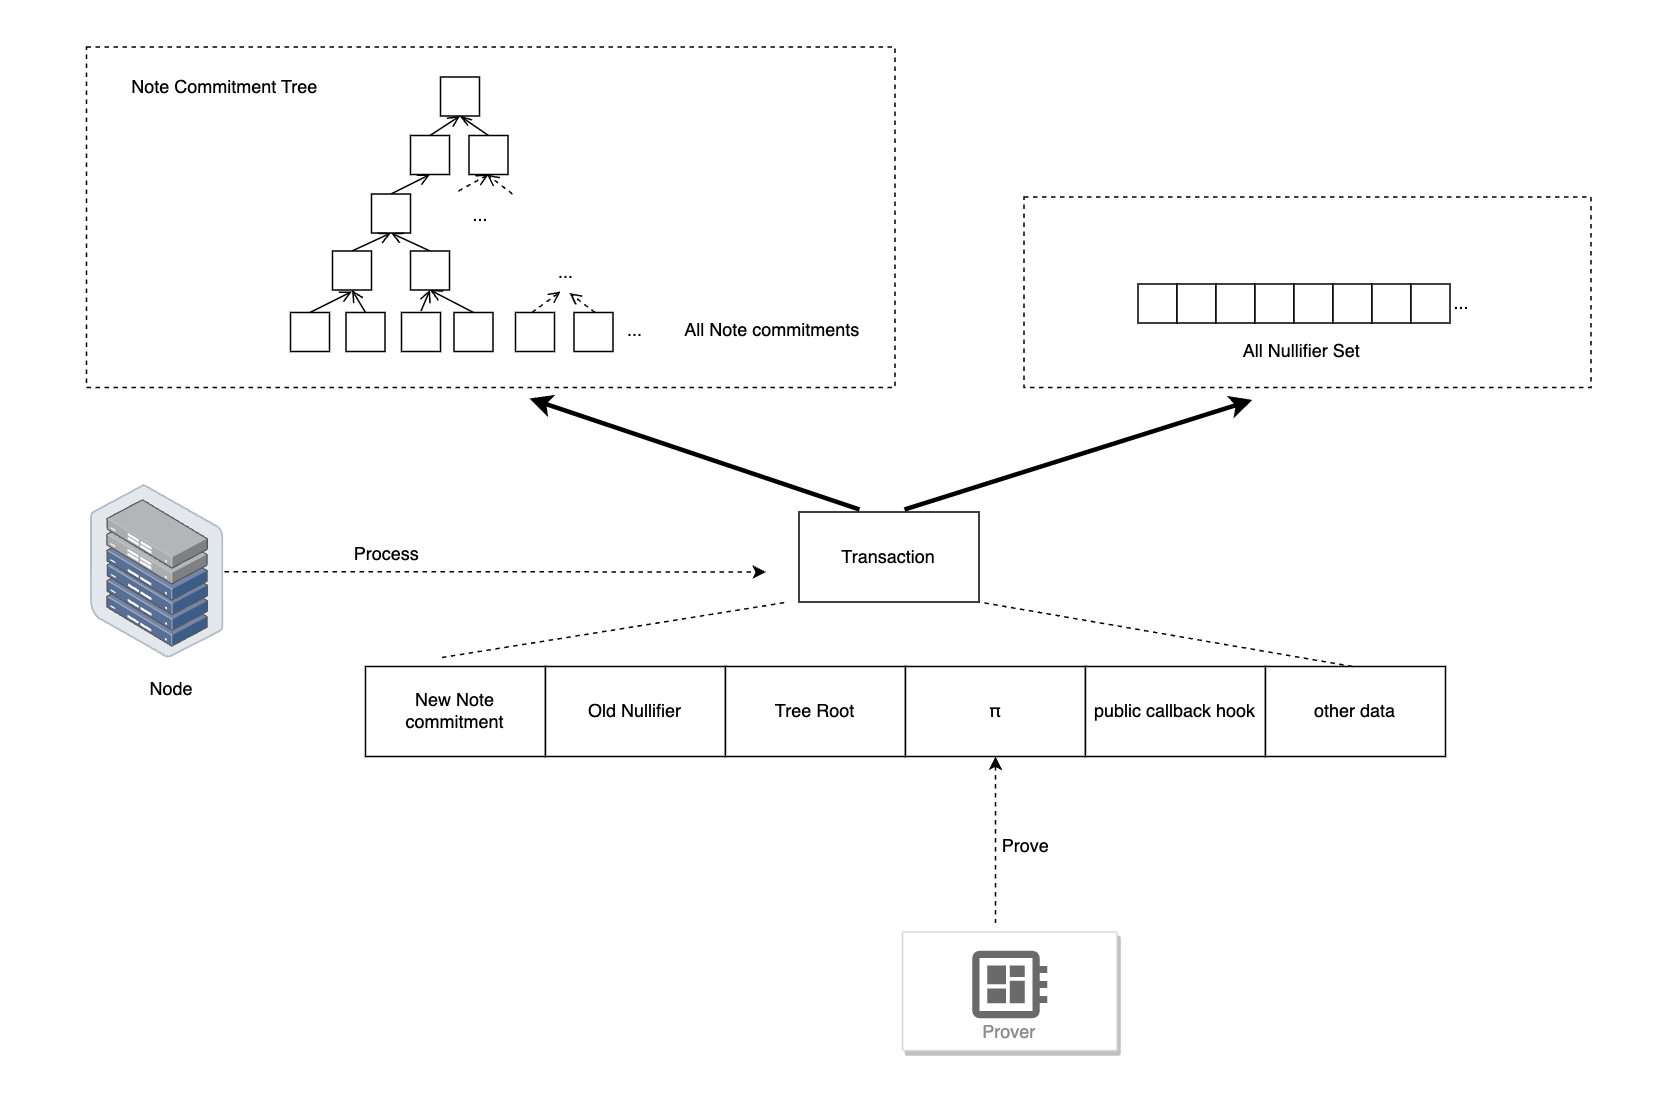 Note Commitment Tree
...
...
...
All Note commitments
...
All Nullifier Set
Process
Transaction
Node
New Note
commitment
Old Nullifier
Tree Root
π
public callback hook
other data
Prove
Prover